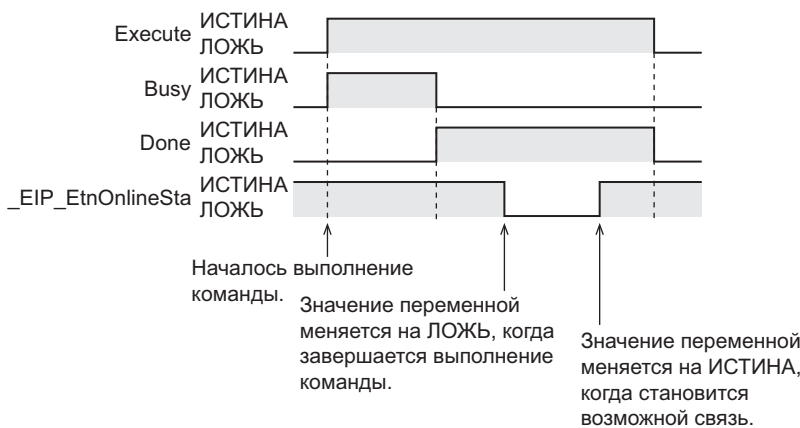 Execute ИСТИНА
ЛОЖЬ
Busy ИСТИНА
ЛОЖЬ
Done ИСТИНА
ЛОЖЬ
_EIP_EtnOnlineSta ИСТИНА
ЛОЖЬ
Началось выполнение
команды.
Значение переменной
меняется на ЛОЖЬ, когда
завершается выполнение
команды.
Значение переменной
меняется на ИСТИНА,
когда становится
возможной связь.